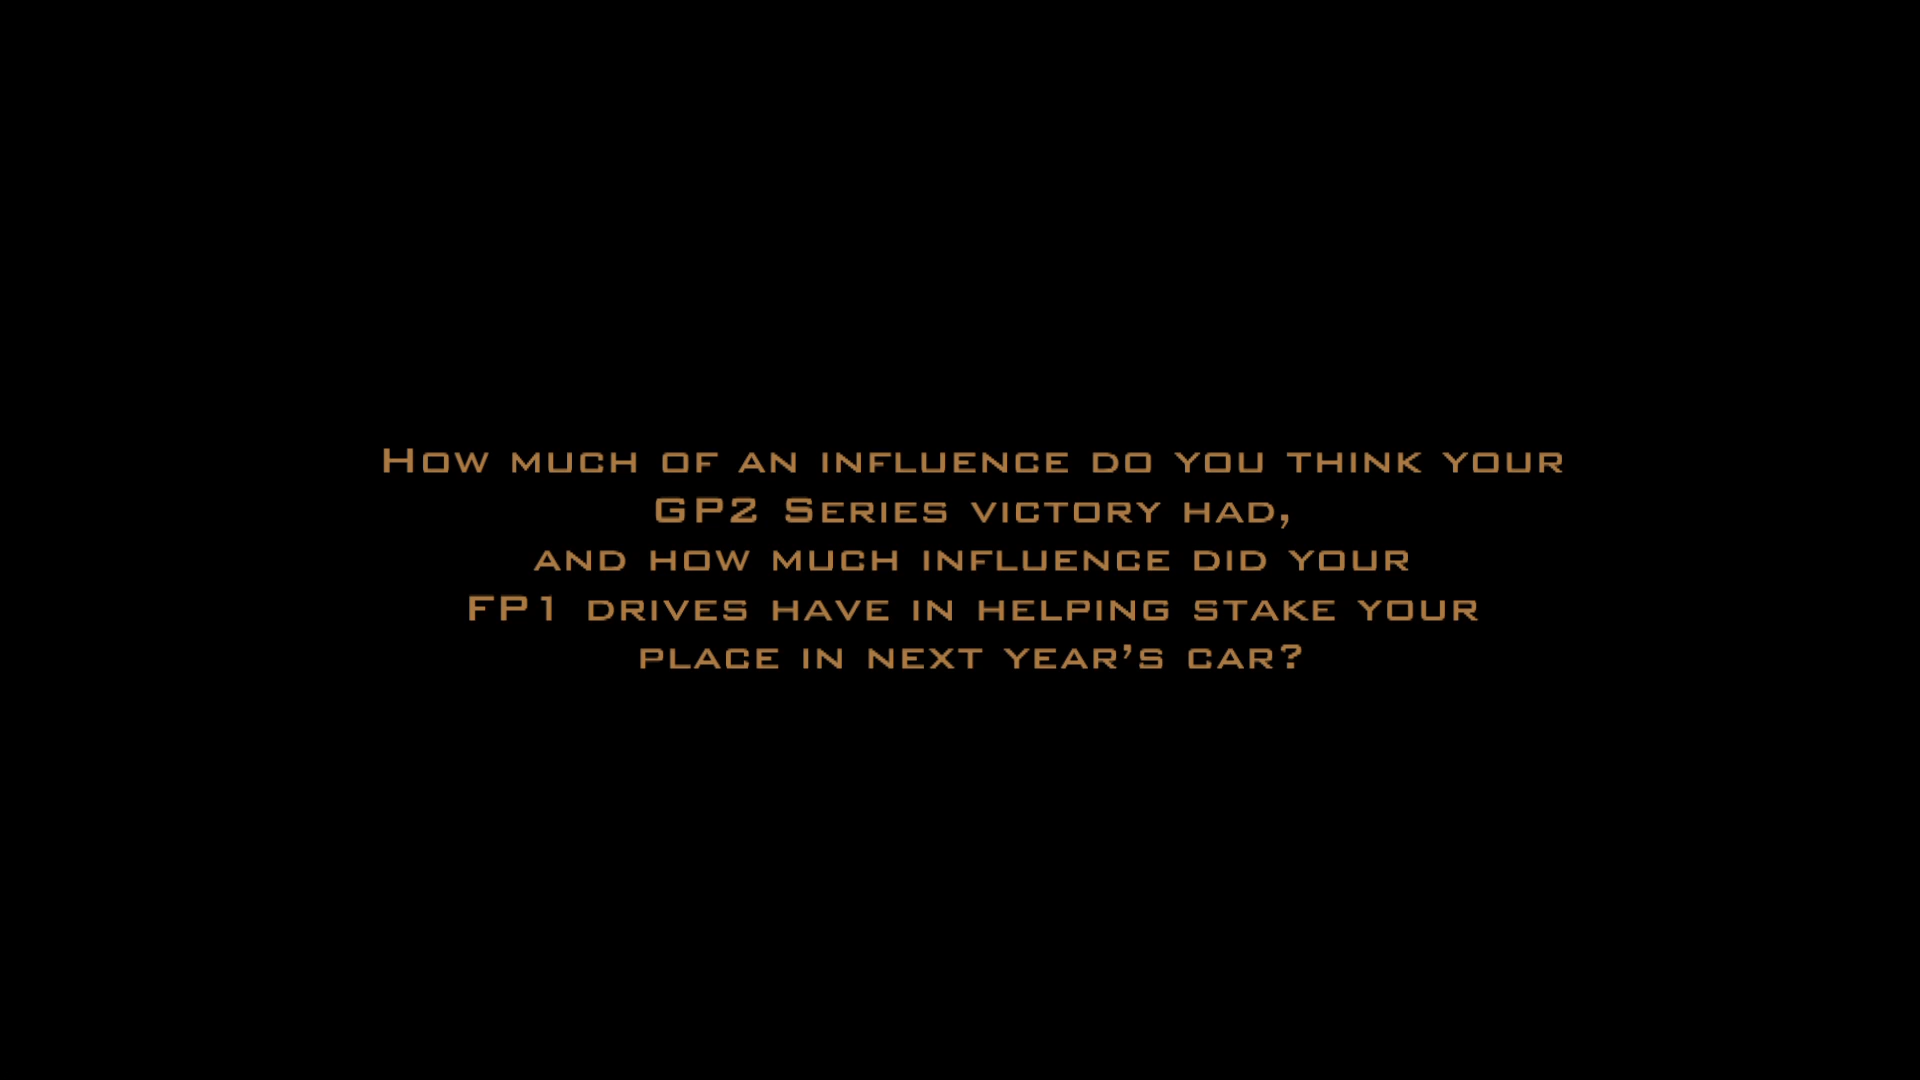 How much of an influence do you think your
GP2 Series victory had,
and how much influence did your
FP1 drives have in helping stake your
place in next year’s car?